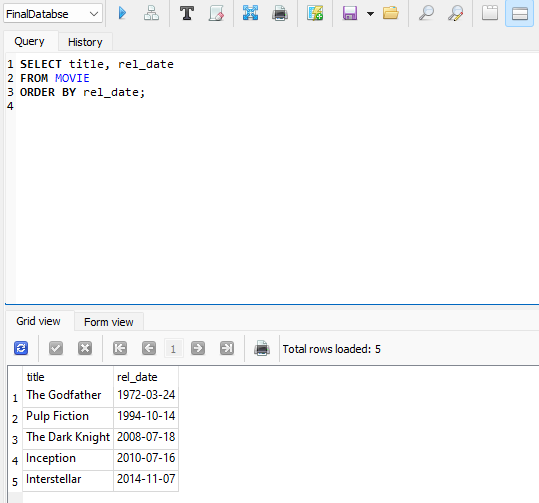 FinalDatabse
Query History
1 SELECT title, rel_date
2 FROM MOVIE
3 ORDER BY rel_date;
4
Grid view Form view
1 Total rows loaded: 5
title rel_date
1 The Godfather 1972-03-24
2 Pulp Fiction 1994-10-14
3 The Dark Knight 2008-07-18
4 Inception 2010-07-16
5 Interstellar 2014-11-07